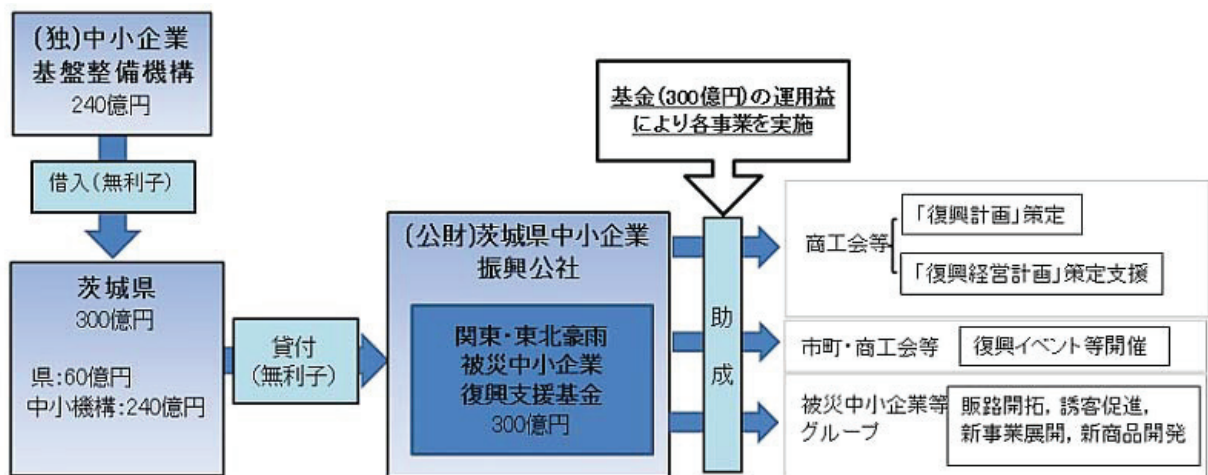 (独)中小企業
基盤整備機構
240億円
借入(無利子)
茨城県
300億円
県:60億円
中小機構:240億円
貸付
(無利子)
(公財)茨城県中小企業
振興公社
関東・東北豪雨
被災中小企業
復興支援基金
300億円
基金(300億円)の運用益
により各事業を実施
助
成
商工会等
「復興計画」策定
「復興経営計画」策定支援
市町・商工会等
復興イベント等開催
被災中小企業等
グループ
販路開拓,誘客促進,
新事業展開,新商品開発